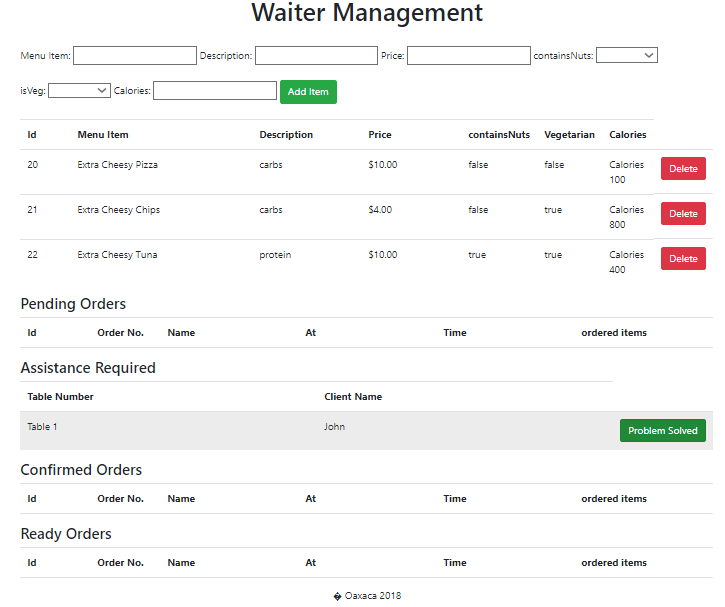 Waiter Management
Menu Item: Description: Price: containsNuts:
isVeg: Calories: Add Item
Id Menu Item Description Price containsNuts Vegetarian Calories
20 Extra Cheesy Pizza carbs $10.00 false false Calories 100 Delete
21 Extra Cheesy Chips carbs $4.00 false true Calories 800 Delete
22 Extra Cheesy Tuna protein $10.00 true true Calories 400 Delete
Pending Orders
Id Order No. Name At Time ordered items
Assistance Required
Table Number Client Name
Table 1 John Problem Solved
Confirmed Orders
Id Order No. Name At Time ordered items
Ready Orders
Id Order No. Name At Time ordered items
� Oaxaca 2018